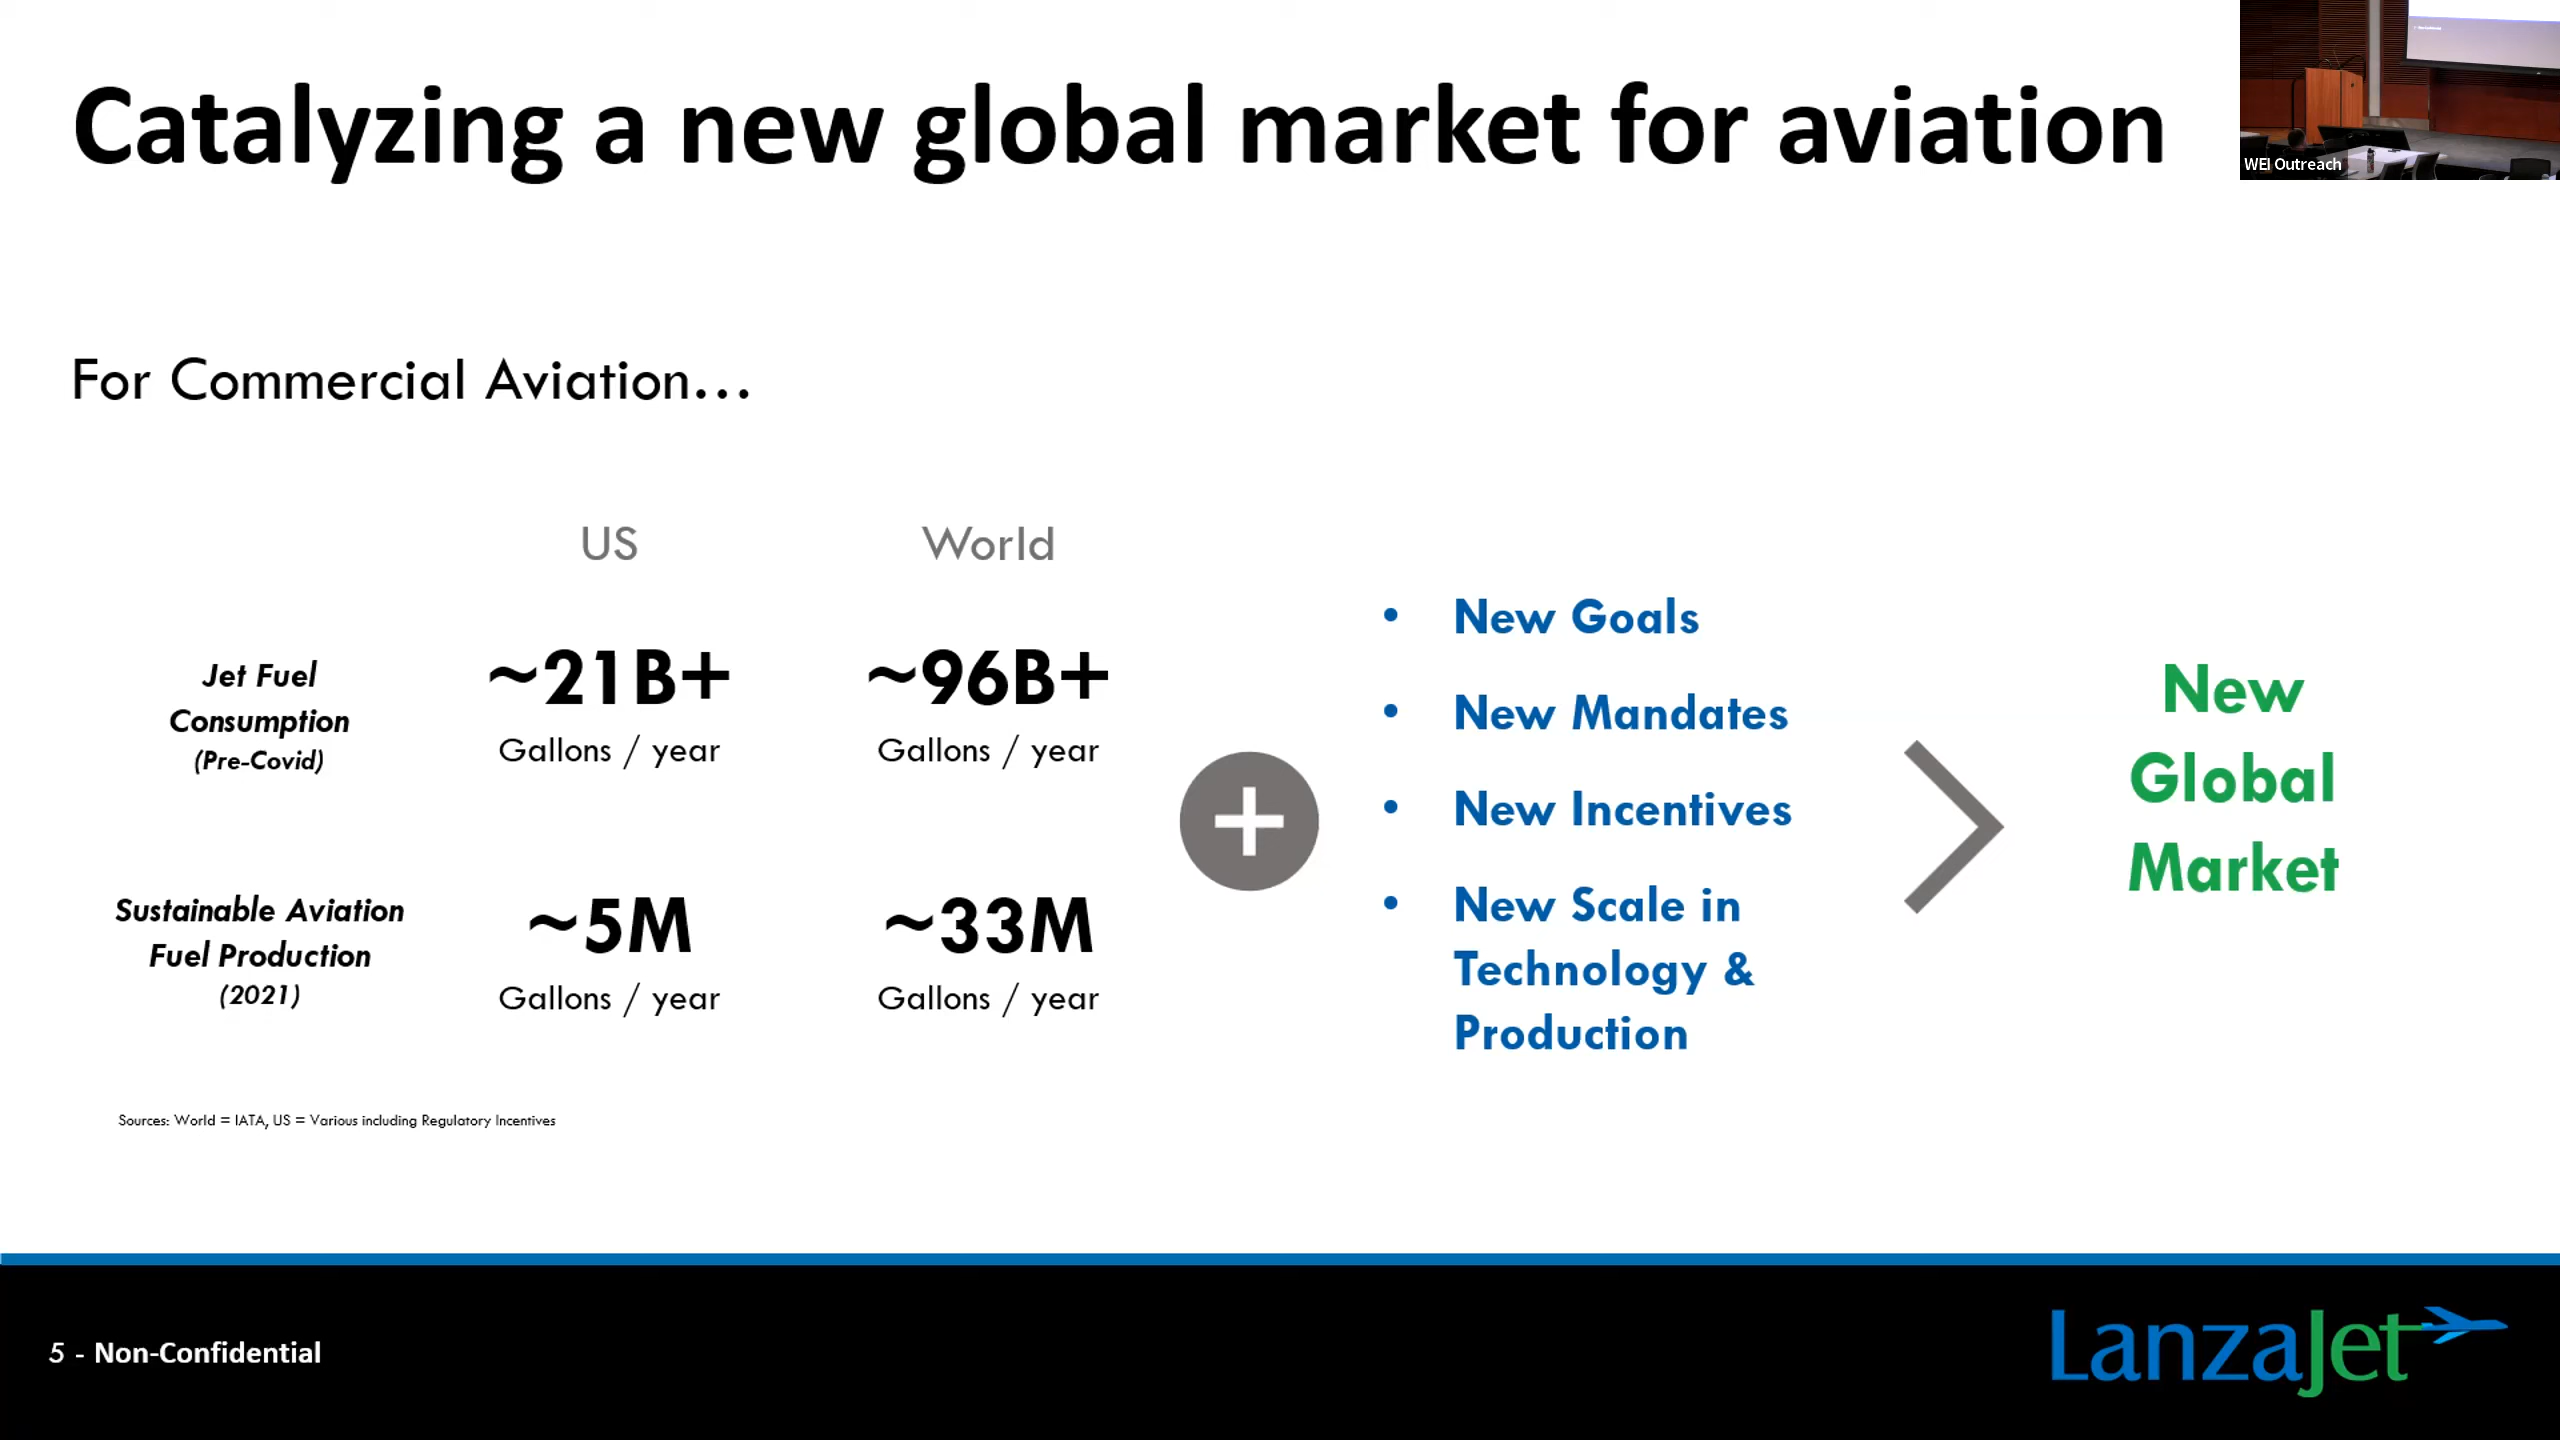 Catalyzing a new global market for aviation
WEI Outreach
For Commercial Aviation...
US
World
Jet Fuel
Consumption
(Pre-Covid)
~21B+
Gallons / year
~96B+
Gallons / year
Sustainable Aviation
Fuel Production
(2021)
~5M
Gallons / year
~33M
Gallons / year
+
• New Goals
• New Mandates
• New Incentives
• New Scale in
Technology &
Production
New
Global
Market
Sources: World = IATA, US = Various including Regulatory Incentives
5 - Non-Confidential
LanzaJet